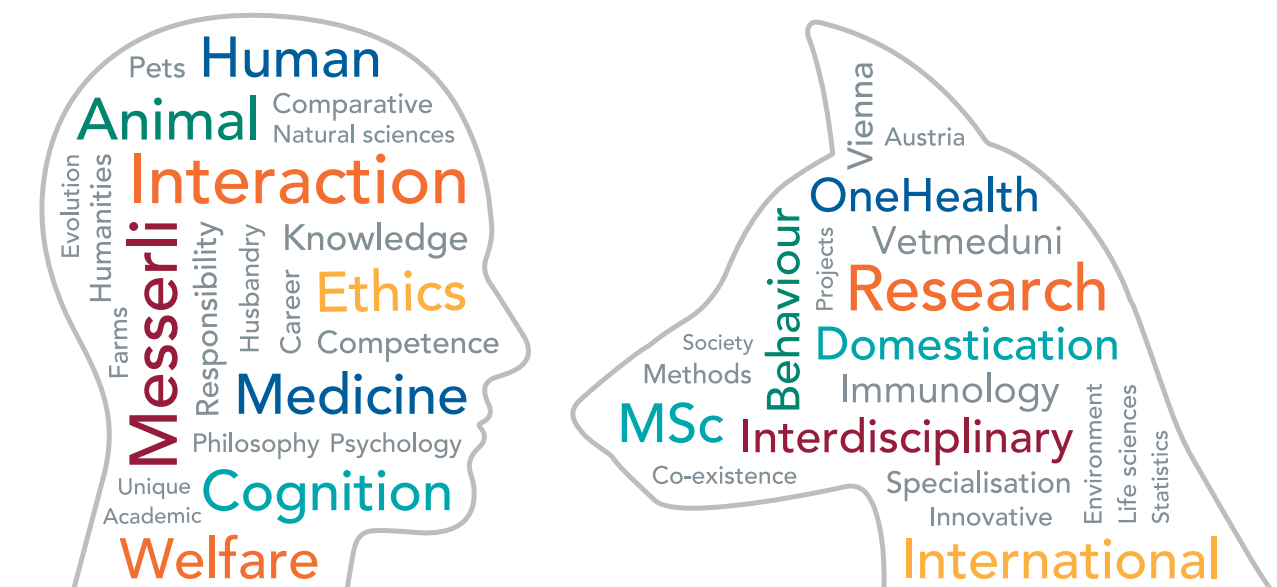 Pets Human
Animal Comparative
Natural sciences
Evolution
Humanities
Interaction
Messerli
Responsibility
Husbandry
Knowledge
Career
Ethics
Farms
Competence
Medicine
Philosophy Psychology
Unique
Academic
Cognition
Welfare
Vienna
Austria
OneHealth
Behaviour
Projects
Vetmeduni
Research
Society
Domestication
Methods
Immunology
MSc Interdisciplinary
Environment
Life sciences
Statistics
Co-existence
Specialisation
Innovative
International